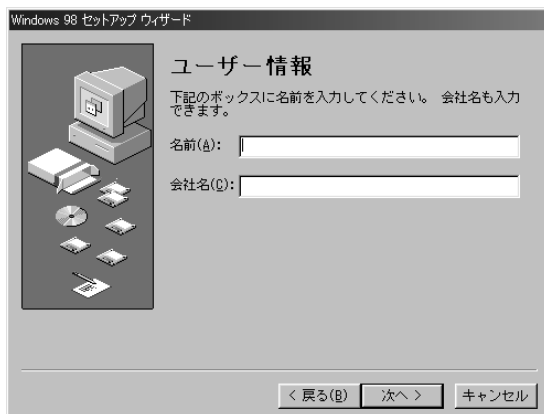 Windows 98 セットアップ ウィザード
ユーザー情報
下記のボックスに名前を入力してください。 会社名も入力
できます。
名前(A):
会社名(C):
< 戻る(B) 次へ > キャンセル